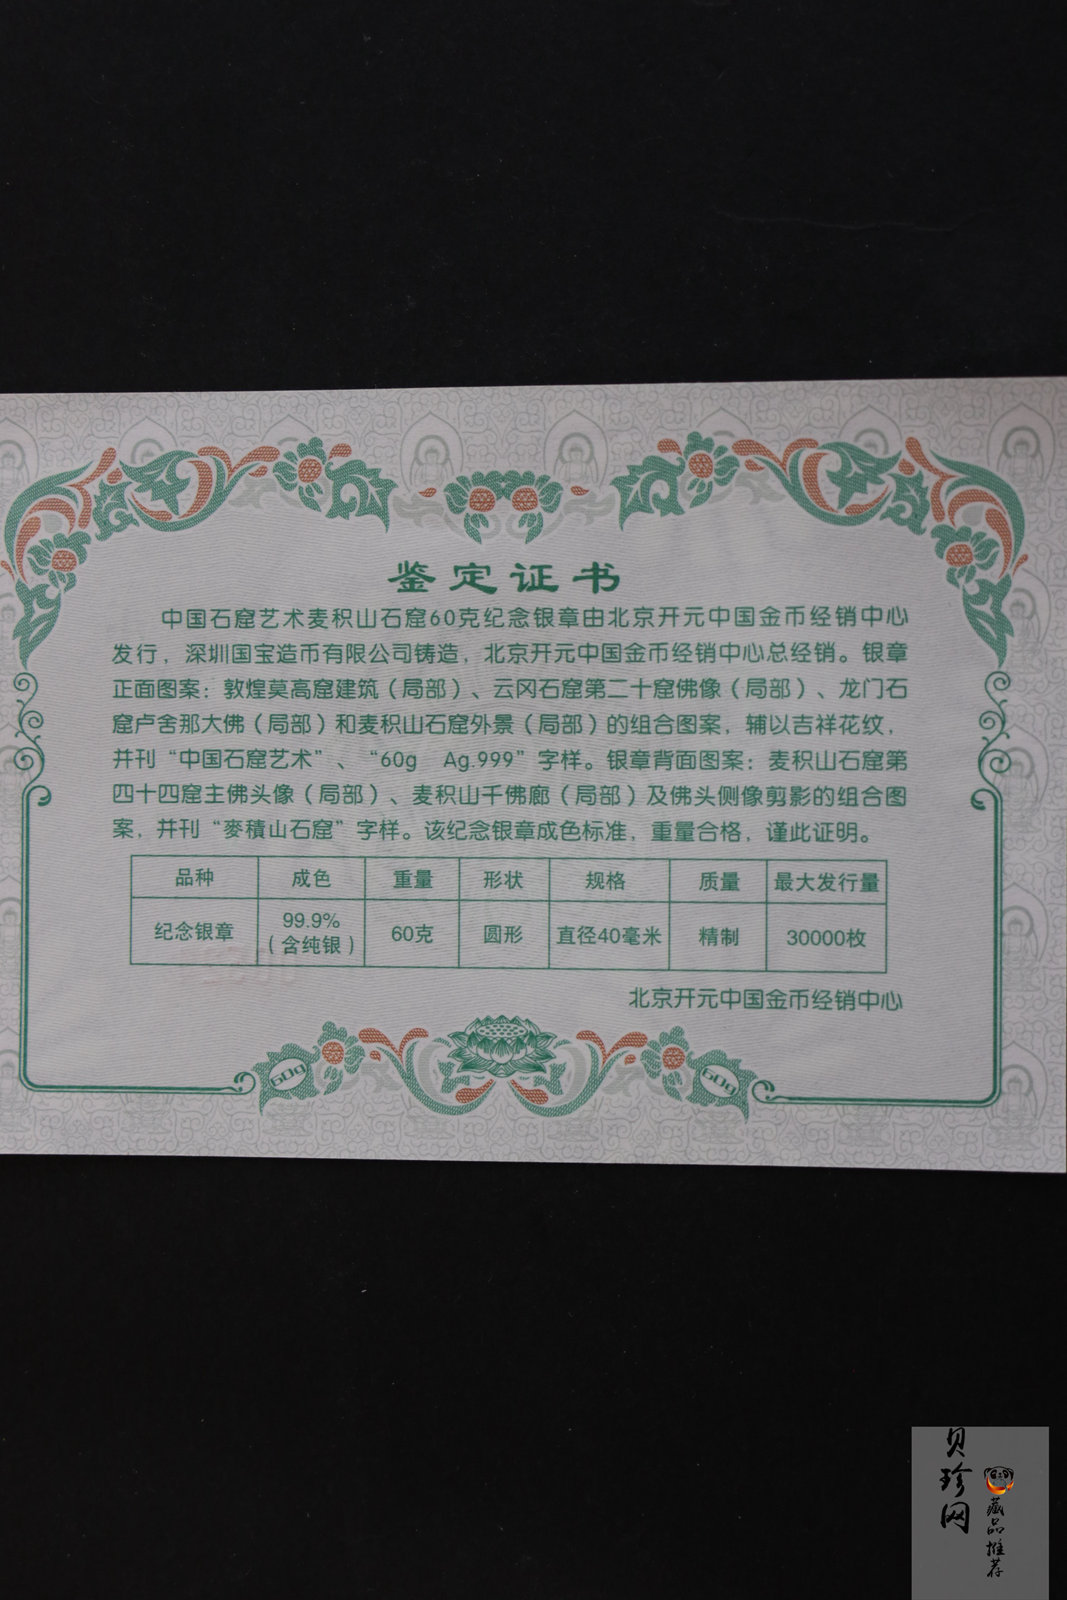 鉴定证书
中国石窟艺术麦积山石窟60克纪念银章由北京开元中国金币经销中心
发行，深圳国宝造币有限公司铸造，北京开元中国金币经销中心总经销。银章
正面图案：敦煌莫高窟建筑（局部）、云冈石窟第二十窟佛像（局部）、龙门石
窟卢舍那大佛（局部）和麦积山石窟外景（局部）的组合图案，辅以吉祥花纹，
并刊“中国石窟艺术”、“60g Ag.999”字样。银章背面图案：麦积山石窟第
四十四窟主佛头像（局部）、麦积山千佛廊（局部）及佛头侧像剪影的组合图
案，并刊“麥積山石窟”字样。该纪念银章成色标准，重量合格，谨此证明。
品种 成色 重量 形状 规格 质量 最大发行量
纪念银章 99.9%（含纯银） 60克 圆形 直径40毫米 精制 30000枚
北京开元中国金币经销中心
60g 60g
贝珍网
藏品推荐